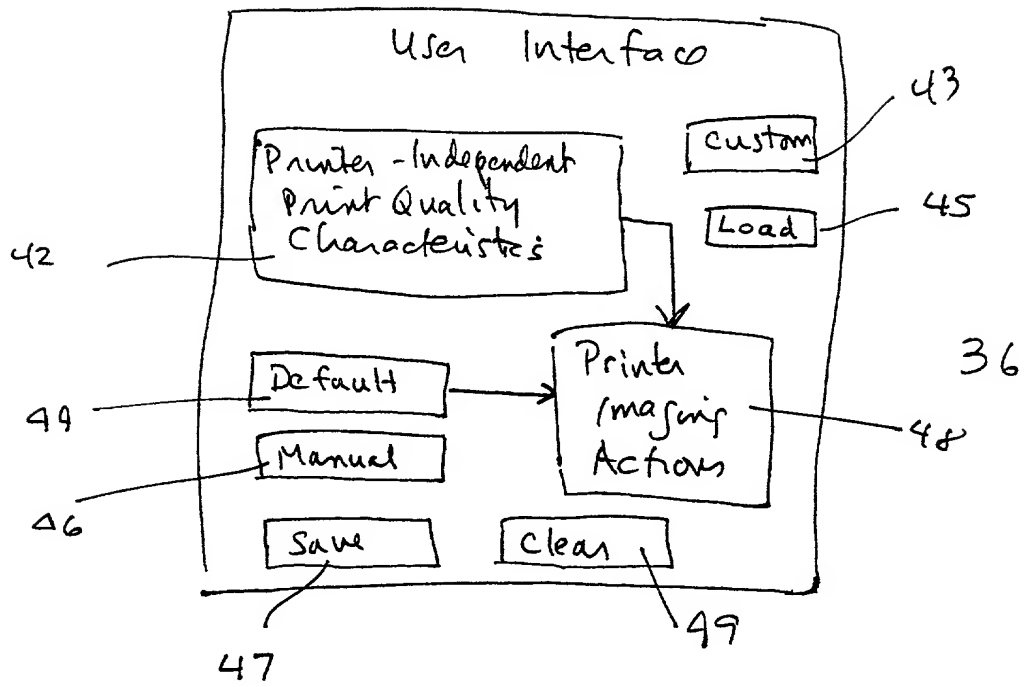 User Interface
43
Custom
Printer-Independent
Print Quality
Characteristics
45
Load
42
Printer
Imaging
Actions
36
Default
44
48
Manual
46
Save
Clear
47
49